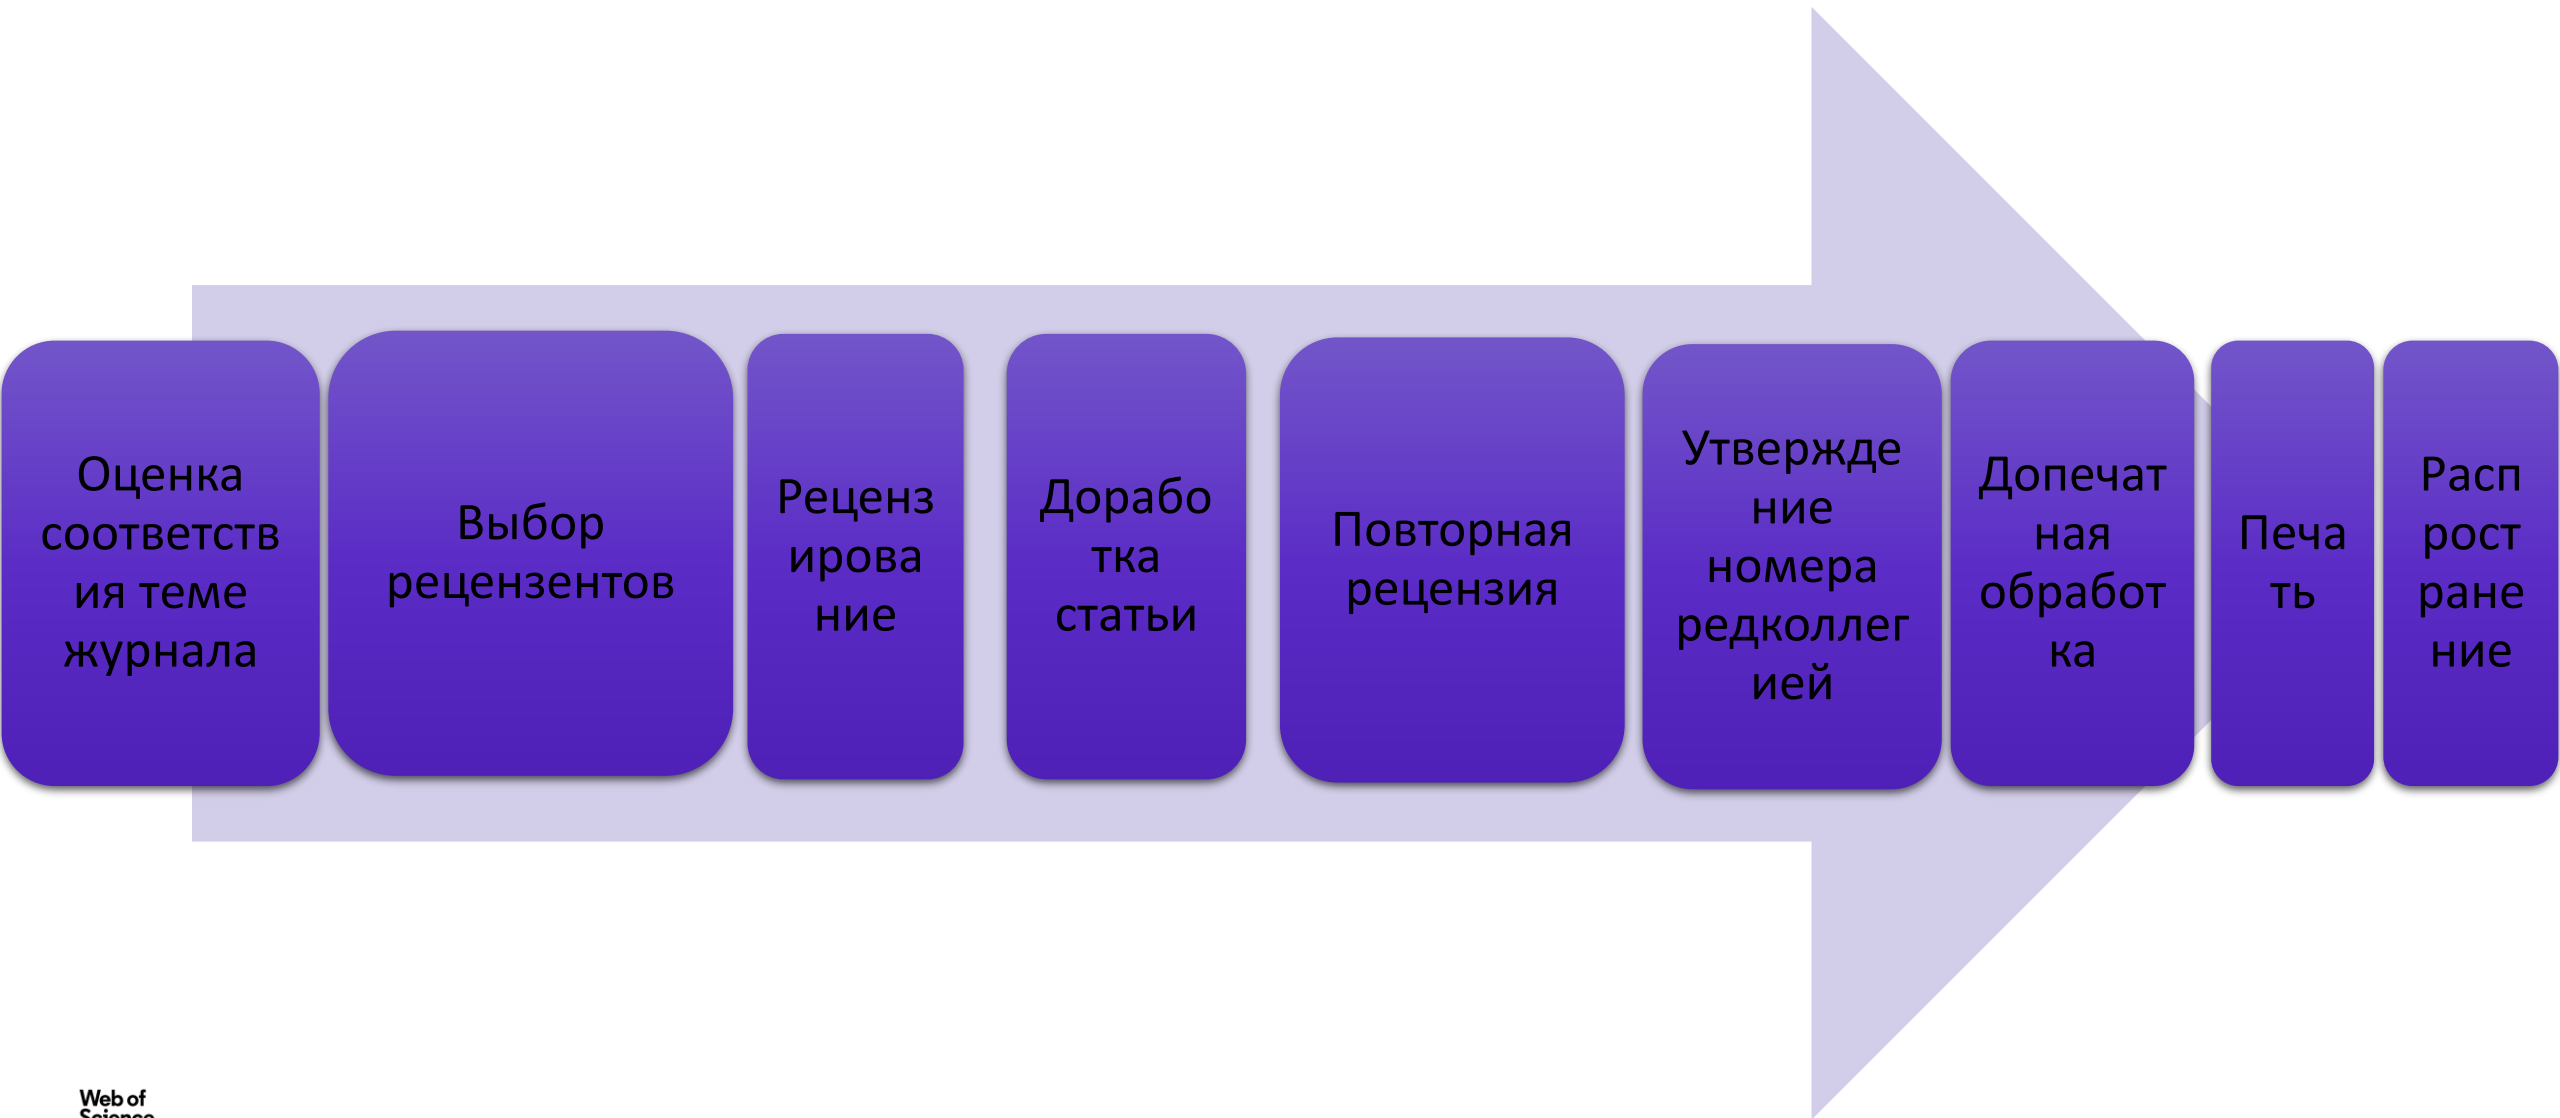 Оценка
соответств
ия теме
журнала
Выбор
рецензентов
Реценз
ирова
ние
Дорабо
тка
статьи
Повторная
рецензия
Утвержде
ние
номера
редколлег
ией
Допечат
ная
обработ
ка
Печа
ть
Расп
рост
ране
ние
Web of
Science